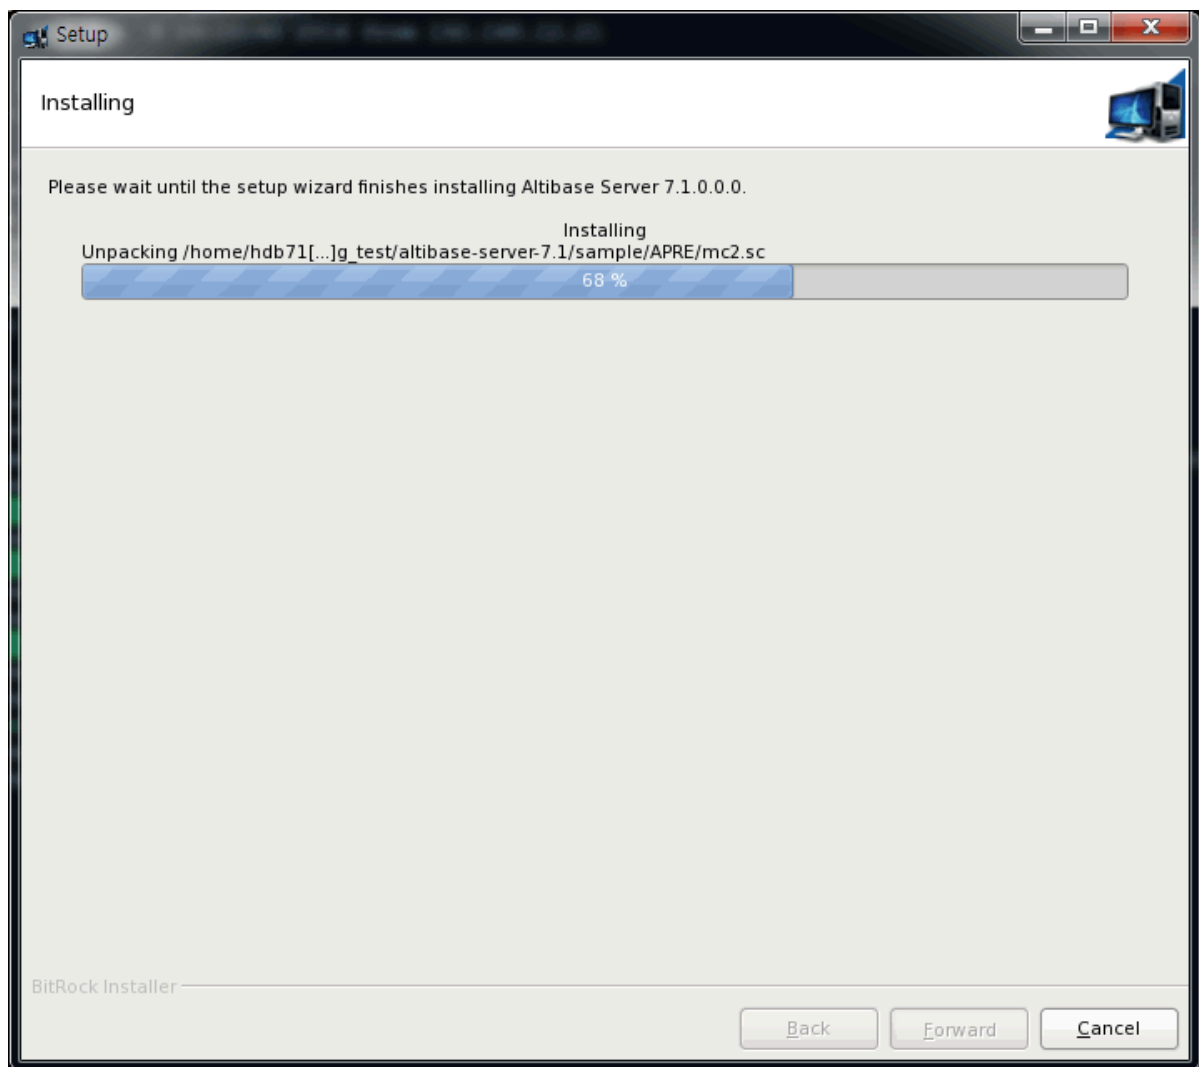 Setup
Installing
Please wait until the setup wizard finishes installing Altibase Server 7.1.0.0.0.
Installing
Unpacking /home/hdb71[...]g_test/altibase-server-7.1/sample/APRE/mc2.sc
68 %
BitRock Installer
Back
Forward
Cancel